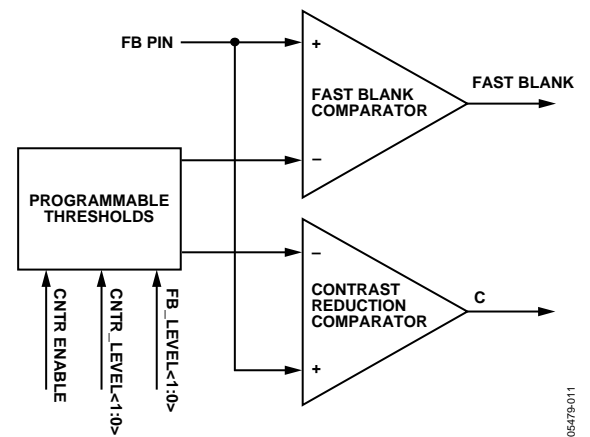 FB PIN
+
FAST BLANK
COMPARATOR
–
FAST BLANK
PROGRAMMABLE
THRESHOLDS
–
CONTRAST
REDUCTION
COMPARATOR
+
C
CNTR ENABLE
CNTR_LEVEL<1:0>
FB_LEVEL<1:0>
05479-011